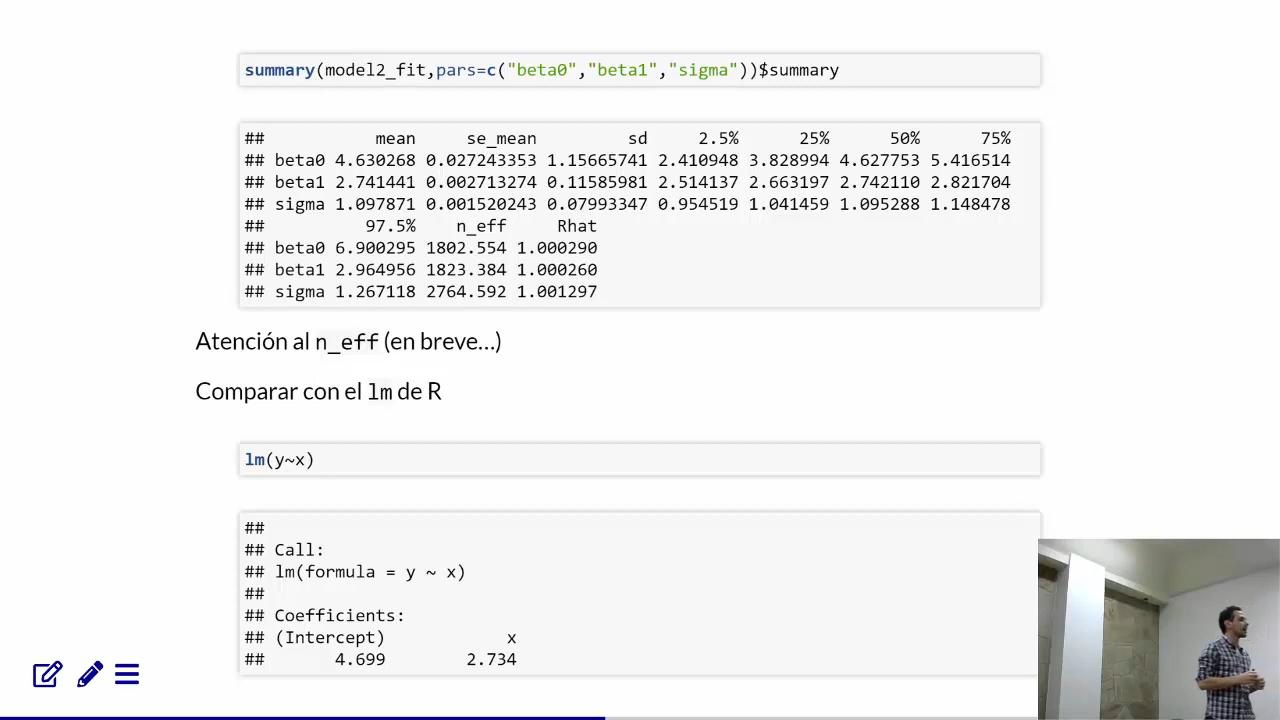 summary(model2_fit,pars=c("beta0","beta1","sigma"))$summary
## mean se_mean sd 2.5% 25% 50% 75%
## beta0 4.630268 0.027243353 1.15665741 2.410948 3.828994 4.627753 5.416514
## beta1 2.741441 0.002713274 0.11585981 2.514137 2.663197 2.742110 2.821704
## sigma 1.097871 0.001520243 0.07993347 0.954519 1.041459 1.095288 1.148478
## 97.5% n_eff Rhat
## beta0 6.900295 1802.554 1.000290
## beta1 2.964956 1823.384 1.000260
## sigma 1.267118 2764.592 1.001297
Atención al n_eff (en breve...)
Comparar con el lm de R
lm(y~x)
##
## Call:
## lm(formula = y ~ x)
##
## Coefficients:
## (Intercept) x
## 4.699 2.734